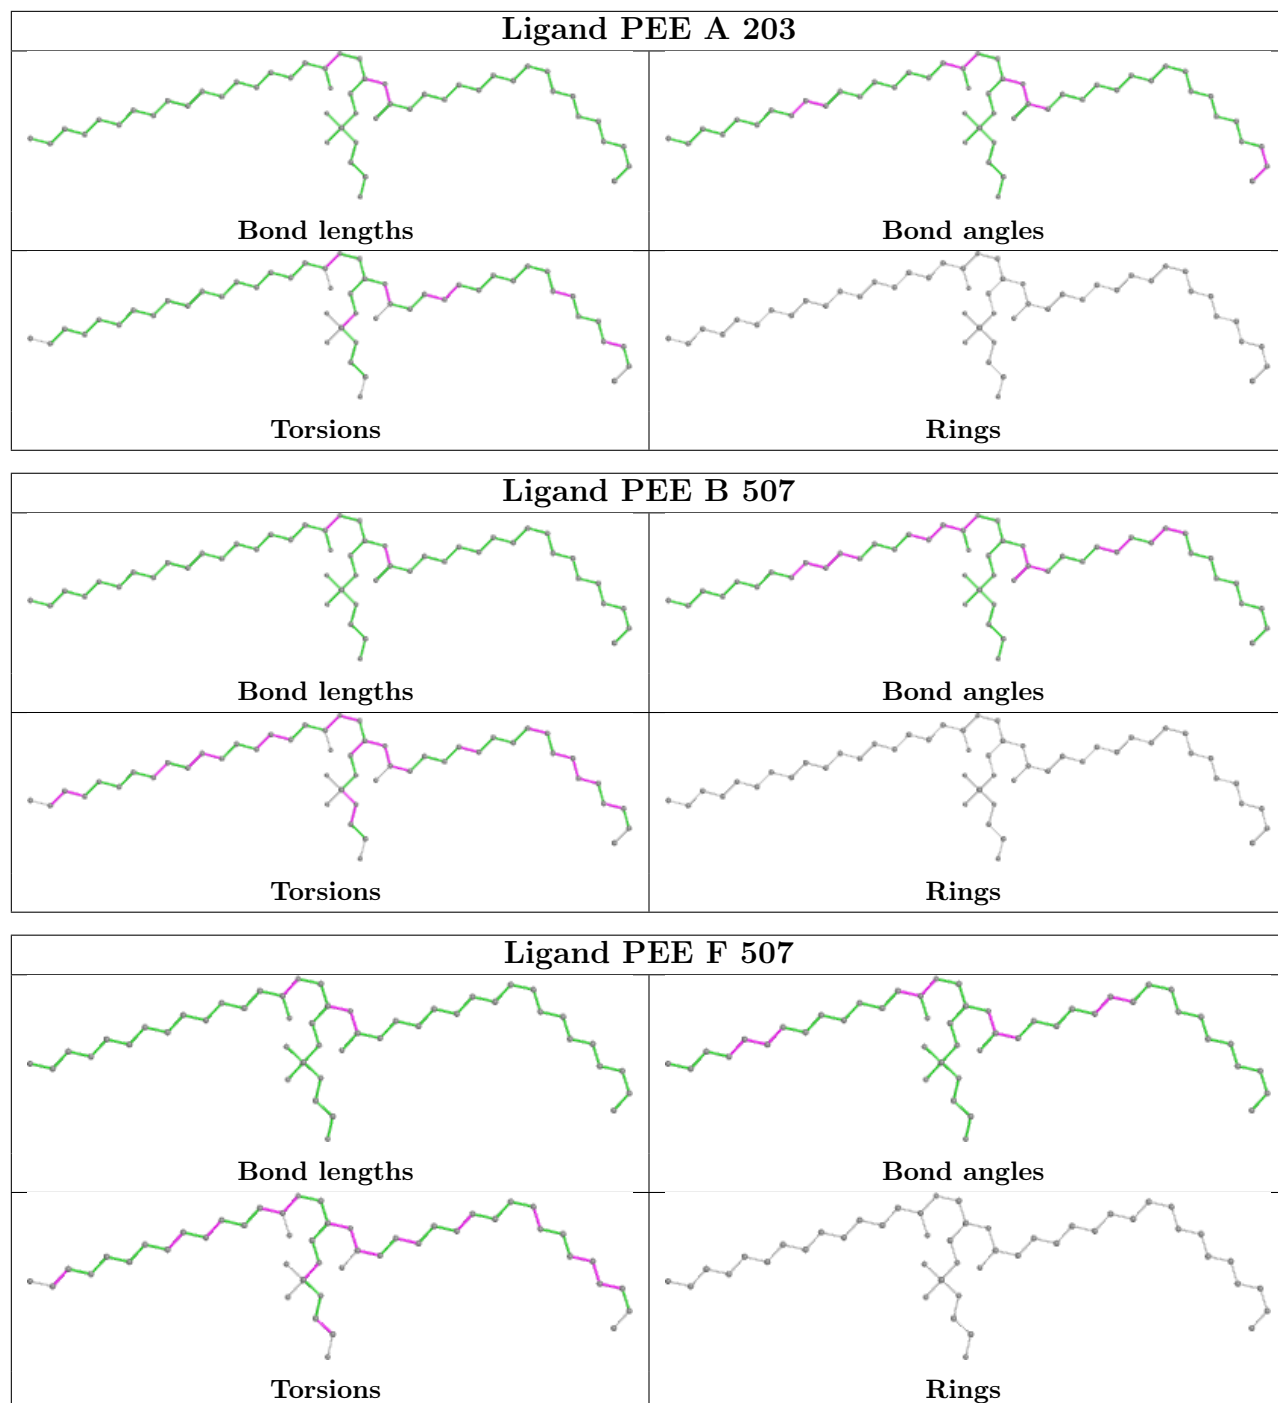 Ligand PEE A 203
Bond lengths
Bond angles
Torsions
Rings
Ligand PEE B 507
Bond lengths
Bond angles
Torsions
Rings
Ligand PEE F 507
Bond lengths
Bond angles
Torsions
Rings